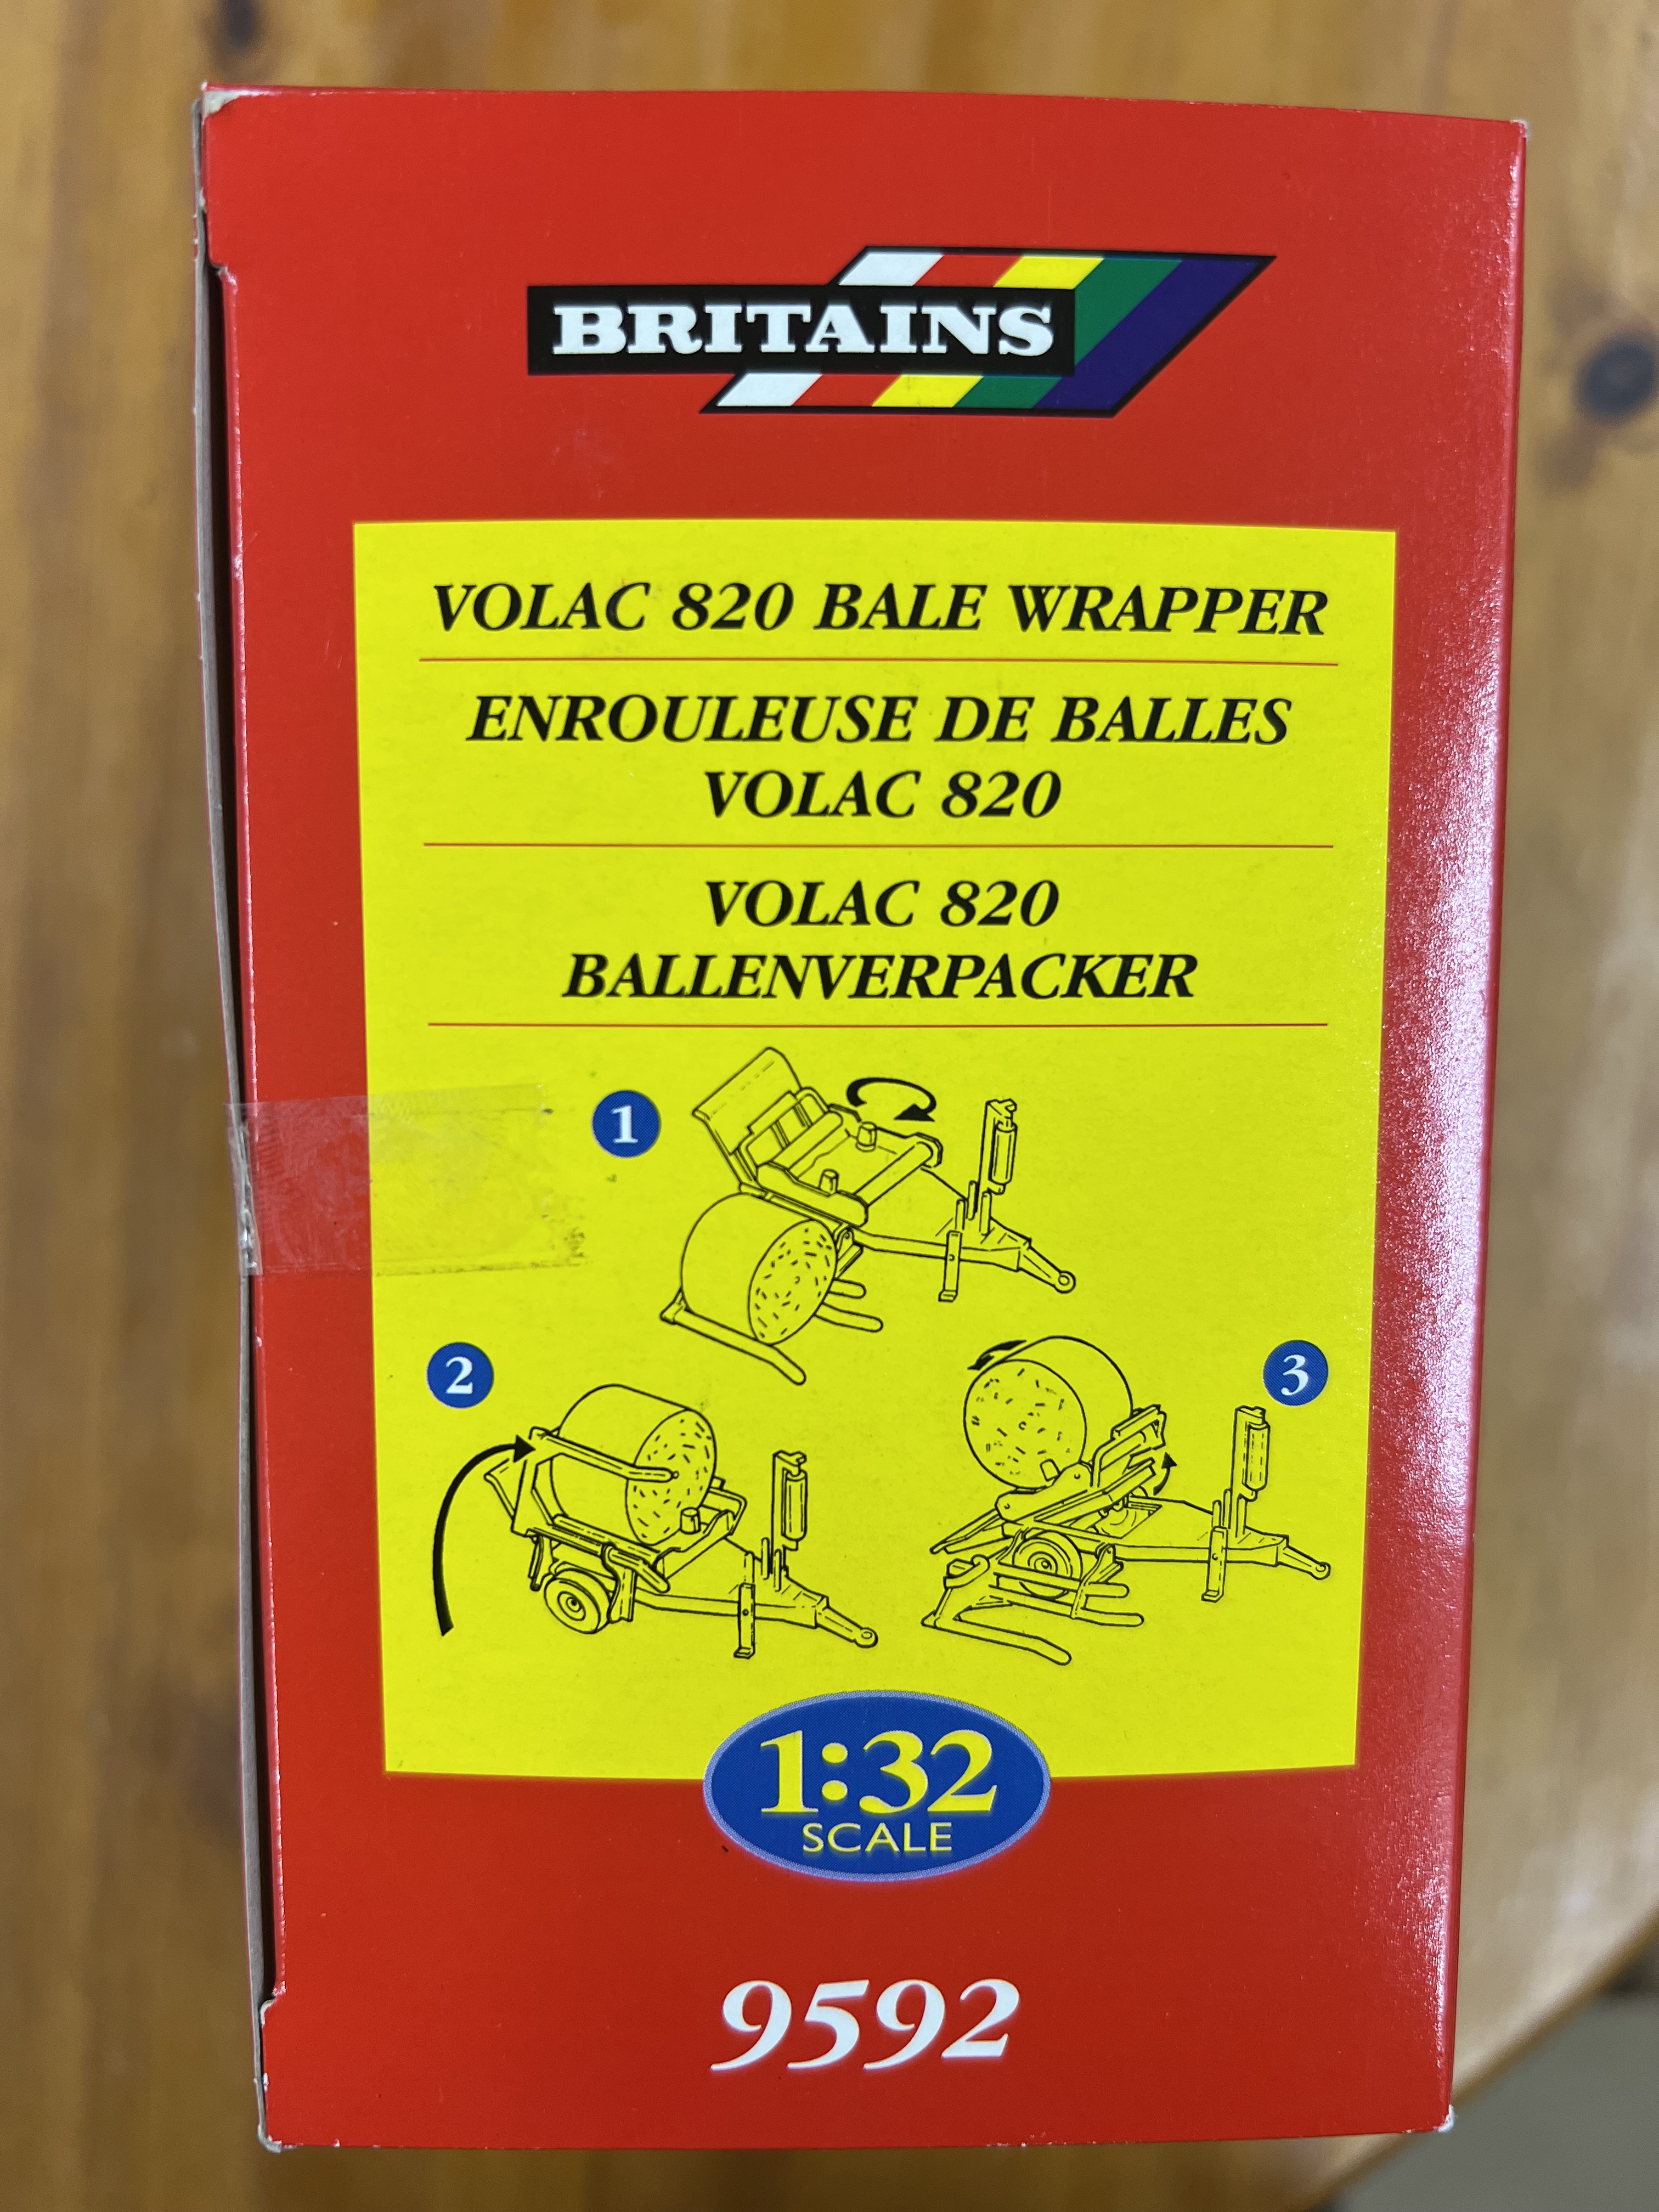 BRITAINS
VOLAC 820 BALE WRAPPER
ENROULEUSE DE BALLES
VOLAC 820
VOLAC 820
BALLENVERPACKER
1
2
3
1:32
SCALE
9592